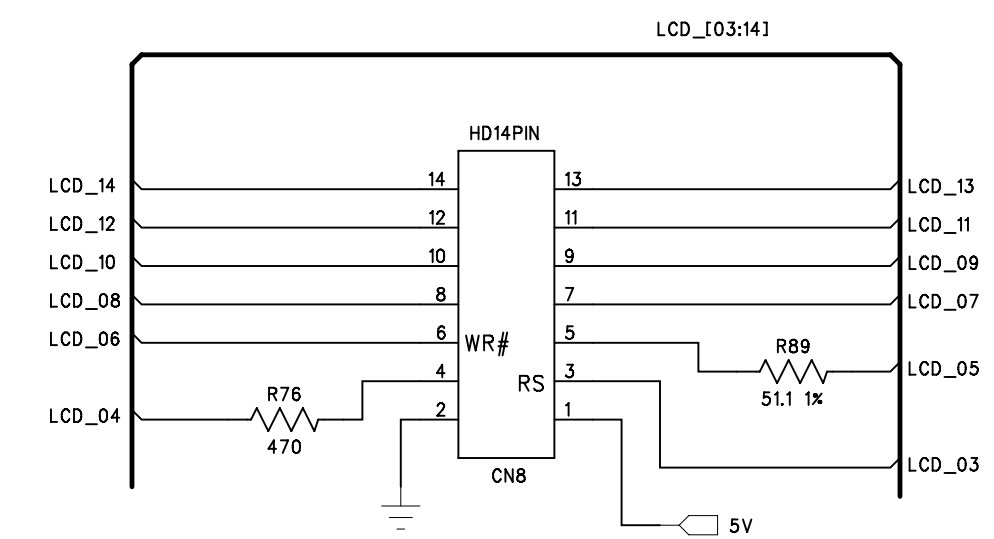 LCD_[03:14]
HD14PIN
LCD_14 14 13 LCD_13
LCD_12 12 11 LCD_11
LCD_10 10 9 LCD_09
LCD_08 8 7 LCD_07
LCD_06 6 WR# 5
R89
LCD_05
51.1 1%
4 RS 3
R76
LCD_04 2 1
470
LCD_03
CN8
5V